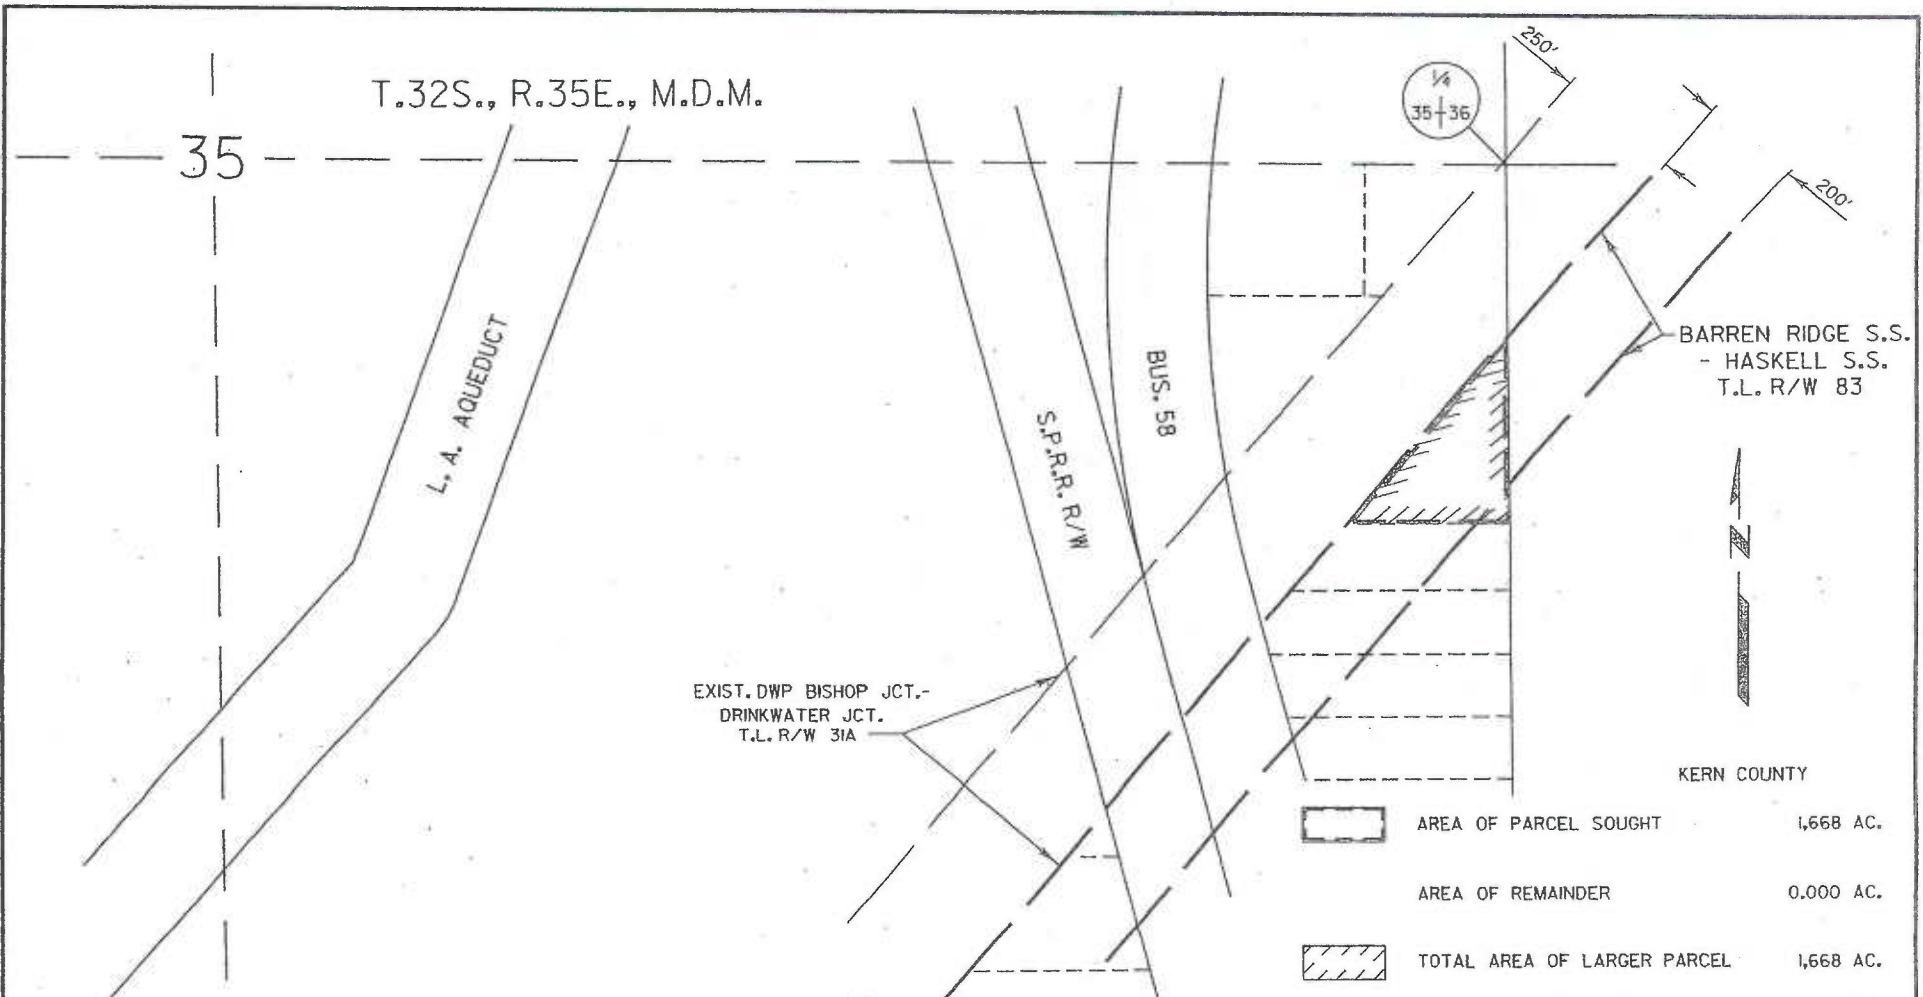 T.32S., R.35E., M.D.M.
250'
1/4
35 36
35
200'
L. A. AQUEDUCT
BUS. 58
S.P.R.R. R/W
BARREN RIDGE S.S.
- HASKELL S.S.
T.L. R/W 83
N
EXIST. DWP BISHOP JCT.-
DRINKWATER JCT.
T.L. R/W 31A
KERN COUNTY
AREA OF PARCEL SOUGHT 1,668 AC.
AREA OF REMAINDER 0.000 AC.
TOTAL AREA OF LARGER PARCEL 1,668 AC.